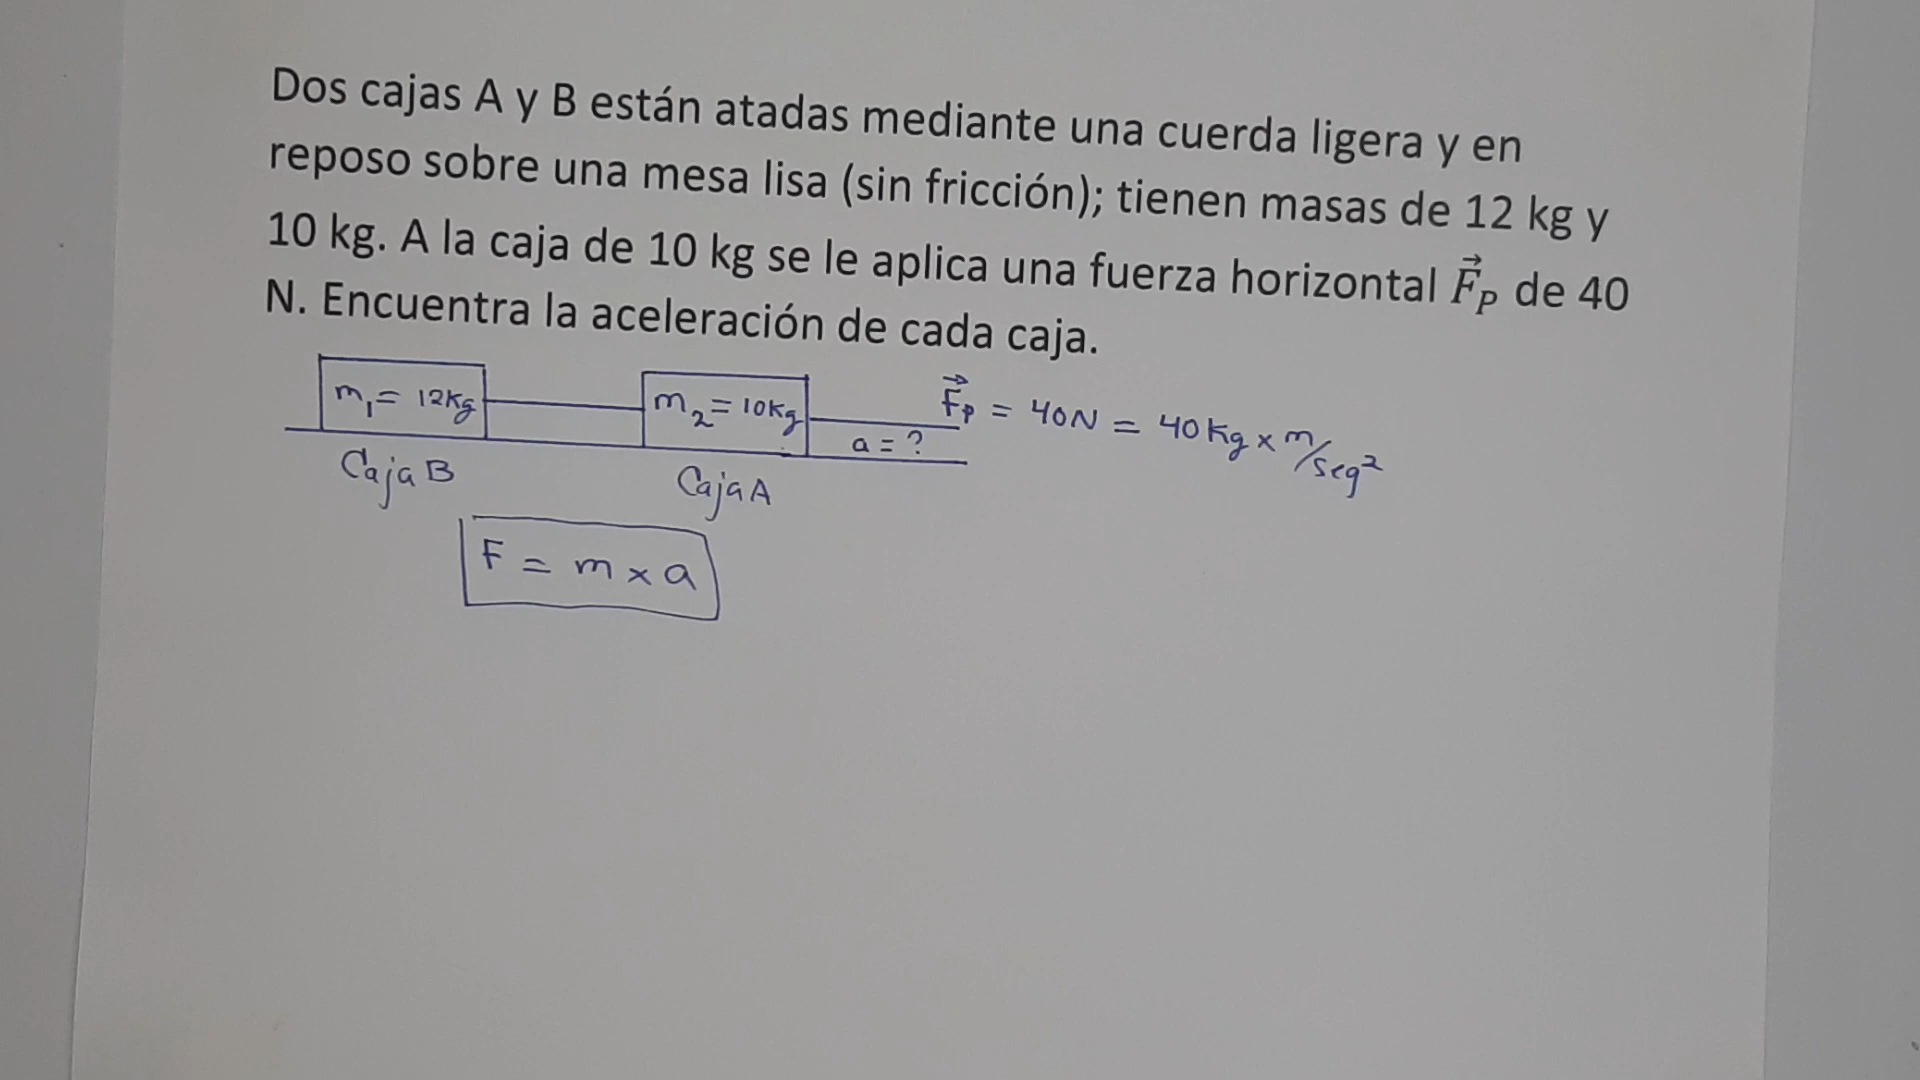 Dos cajas A y B están atadas mediante una cuerda ligera y en
reposo sobre una mesa lisa (sin fricción); tienen masas de 12 kg y
10 kg. A la caja de 10 kg se le aplica una fuerza horizontal F⃗_P de 40
N. Encuentra la aceleración de cada caja.
m₁ = 12Kg
m₂ = 10Kg
F⃗p = 40N = 40Kg x m/seg²
a = ?
Caja B
Caja A
F = m x a